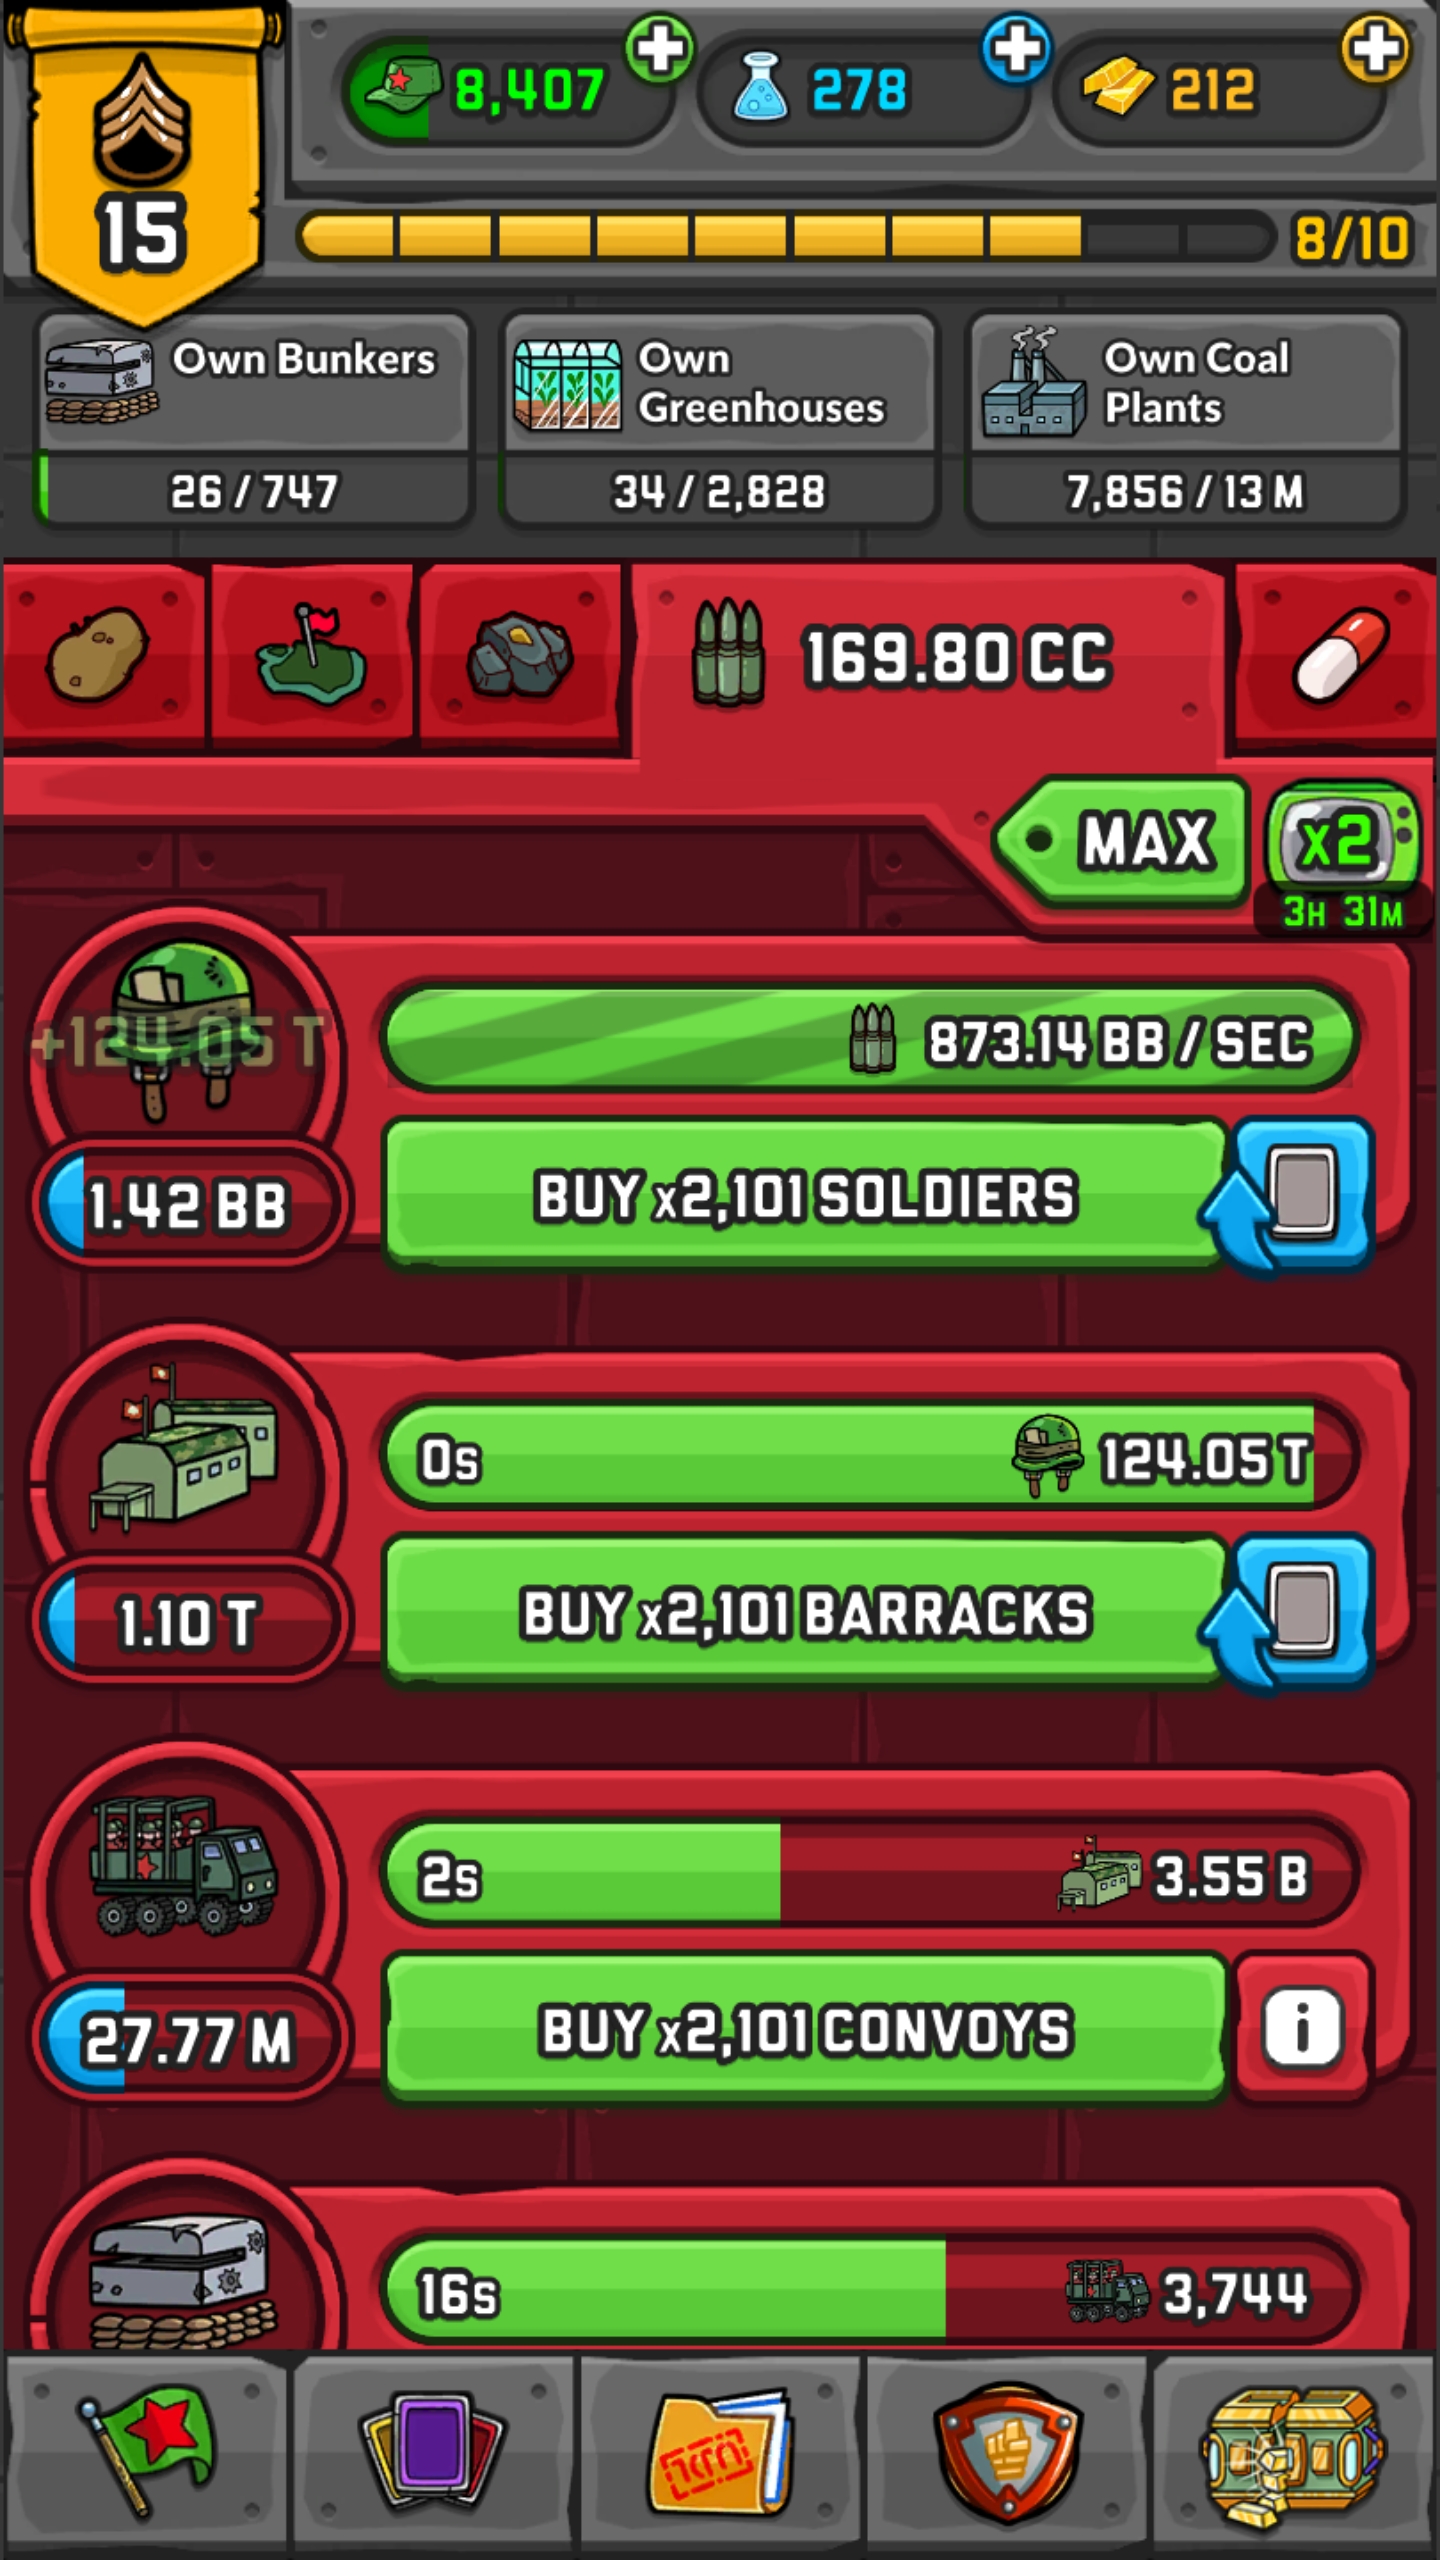 15
8,407
278
212
8/10
Own Bunkers
26 / 747
Own
Greenhouses
34 / 2,828
Own Coal
Plants
7,856 / 13 M
169.80 CC
MAX
x2
3H 31M
+124.05 T
873.14 BB / SEC
1.42 BB
BUY x2,101 SOLDIERS
0s
124.05 T
1.10 T
BUY x2,101 BARRACKS
2s
3.55 B
27.77 M
BUY x2,101 CONVOYS
i
16s
3,744